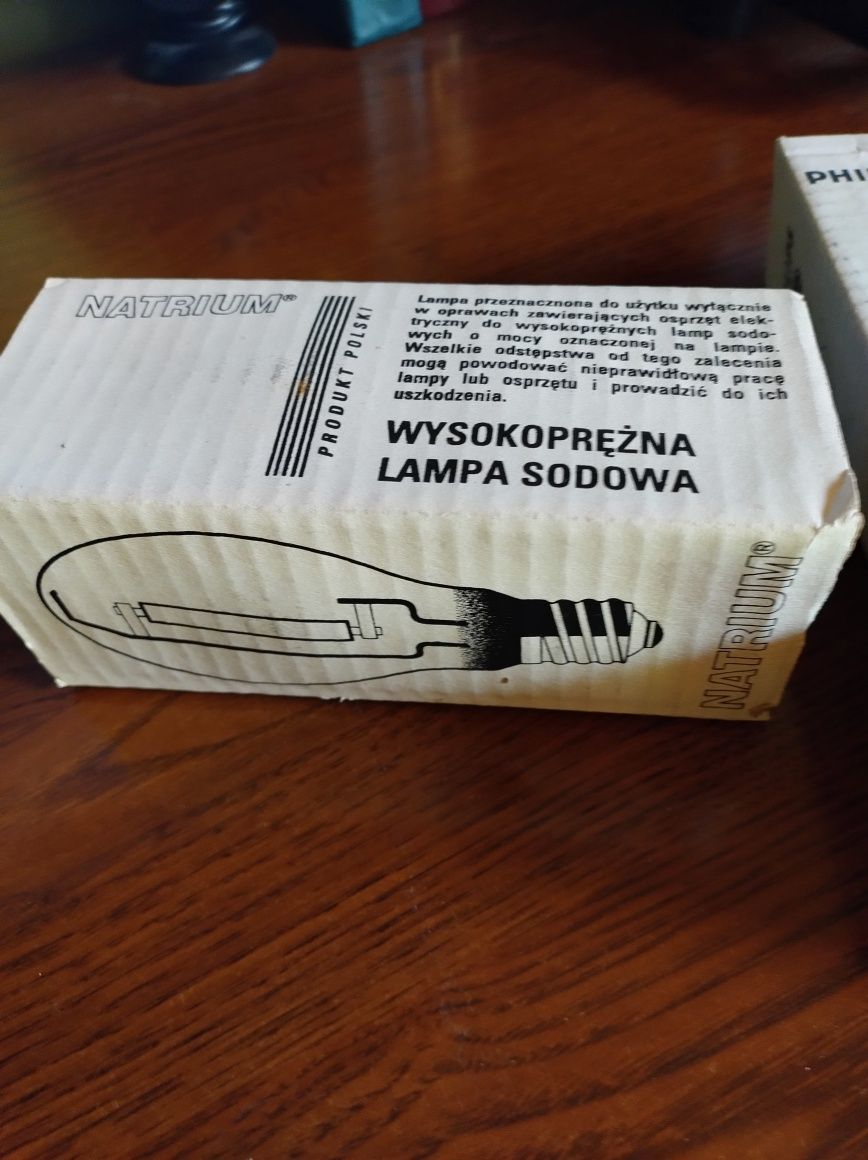 NATRIUM®
PRODUKT POLSKI
Lampa przeznacznona do użytku wyłącznie
w oprawach zawierających osprzęt elek-
tryczny do wysokoprężnych lamp sodo-
wych o mocy oznaczonej na lampie.
Wszelkie odstępstwa od tego zalecenia
mogą powodować nieprawidłową pracę
lampy lub osprzętu i prowadzić do ich
uszkodzenia.
WYSOKOPRĘŻNA
LAMPA SODOWA
NATRIUM®
PHI